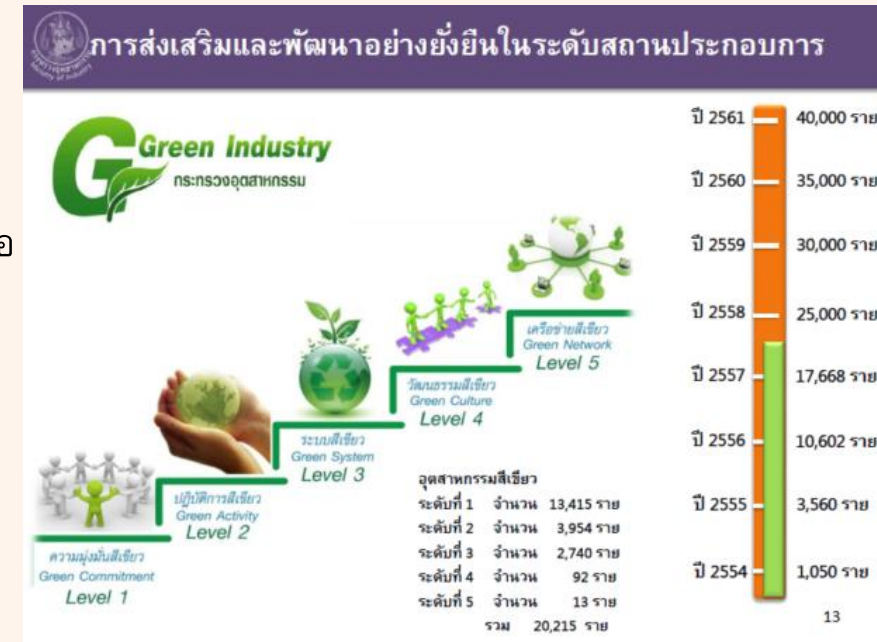 การส่งเสริมและพัฒนาอย่างยั่งยืนในระดับสถานประกอบการ
Green Industry
กระทรวงอุตสาหกรรม
อ
เครือข่ายสีเขียว
Green Network
Level 5
วัฒนธรรมสีเขียว
Green Culture
Level 4
ระบบสีเขียว
Green System
Level 3
ปฏิบัติการสีเขียว
Green Activity
Level 2
ความมุ่งมั่นสีเขียว
Green Commitment
Level 1
อุตสาหกรรมสีเขียว
ระดับที่ 1 จำนวน 13,415 ราย
ระดับที่ 2 จำนวน 3,954 ราย
ระดับที่ 3 จำนวน 2,740 ราย
ระดับที่ 4 จำนวน 92 ราย
ระดับที่ 5 จำนวน 13 ราย
รวม 20,215 ราย
ปี 2561 40,000 ราย
ปี 2560 35,000 ราย
ปี 2559 30,000 ราย
ปี 2558 25,000 ราย
ปี 2557 17,668 ราย
ปี 2556 10,602 ราย
ปี 2555 3,560 ราย
ปี 2554 1,050 ราย
13